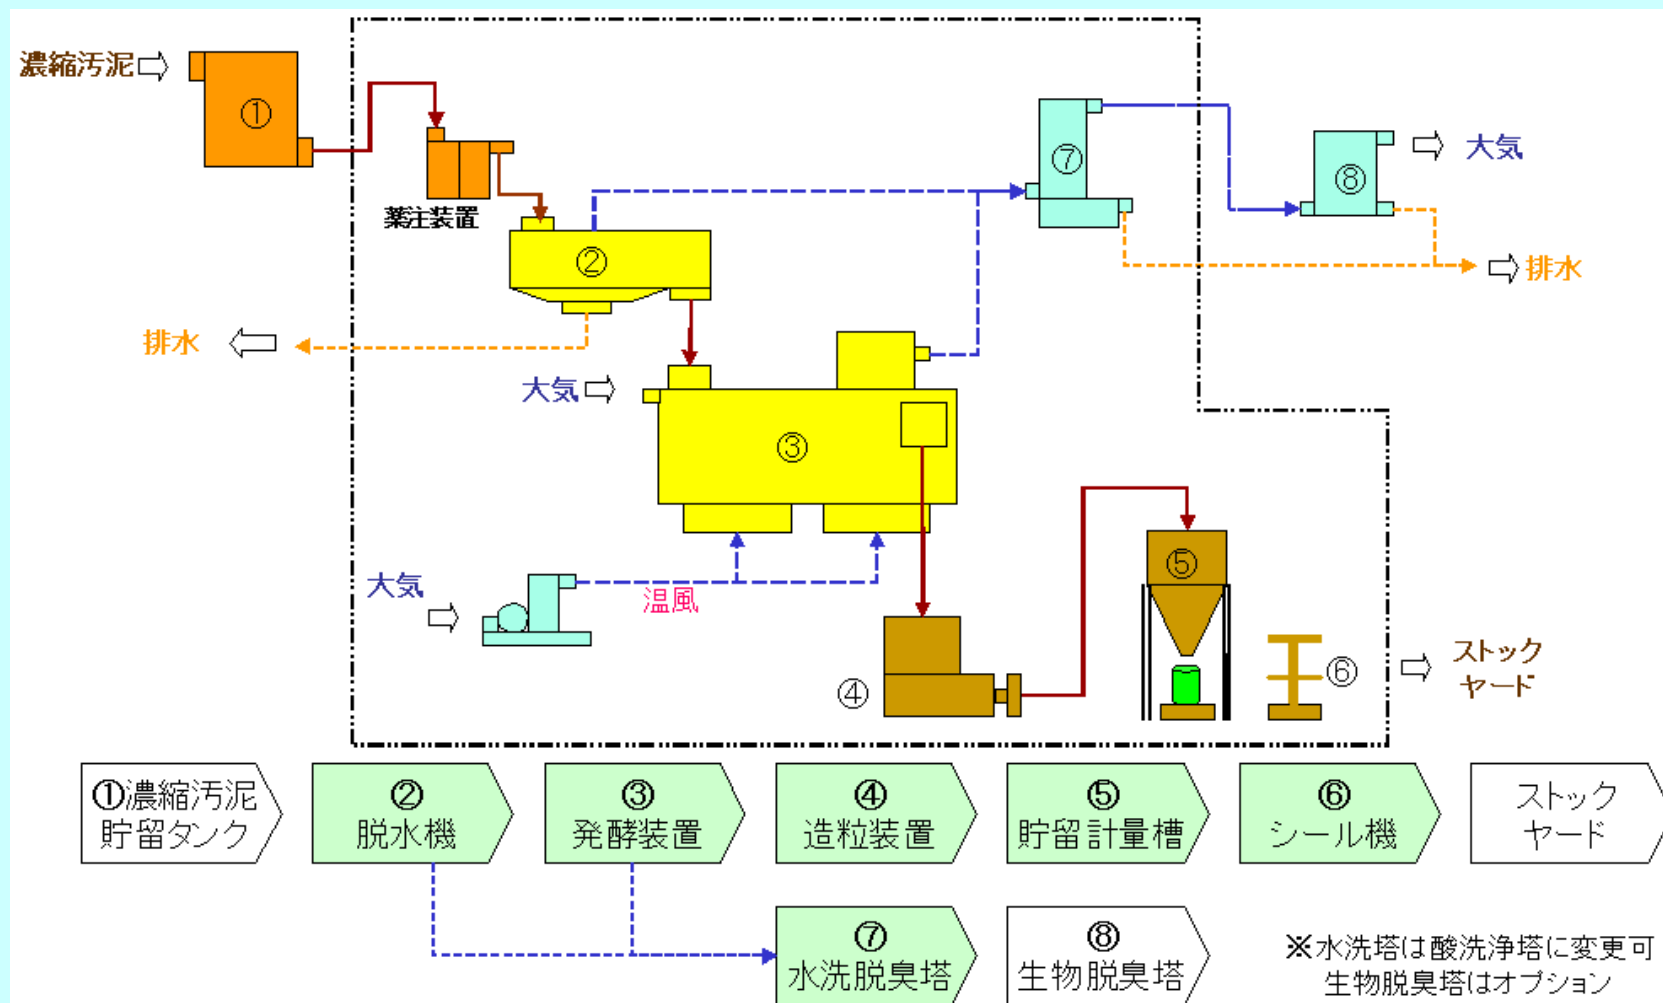 濃縮汚泥
①
薬注装置
②
⑦
⑧
大気
排水
排水
大気
③
大気
温風
④
⑤
⑥
ストック
ヤード
①濃縮汚泥
貯留タンク
②
脱水機
③
発酵装置
④
造粒装置
⑤
貯留計量槽
⑥
シール機
ストック
ヤード
⑦
水洗脱臭塔
⑧
生物脱臭塔
※水洗塔は酸洗浄塔に変更可
生物脱臭塔はオプション